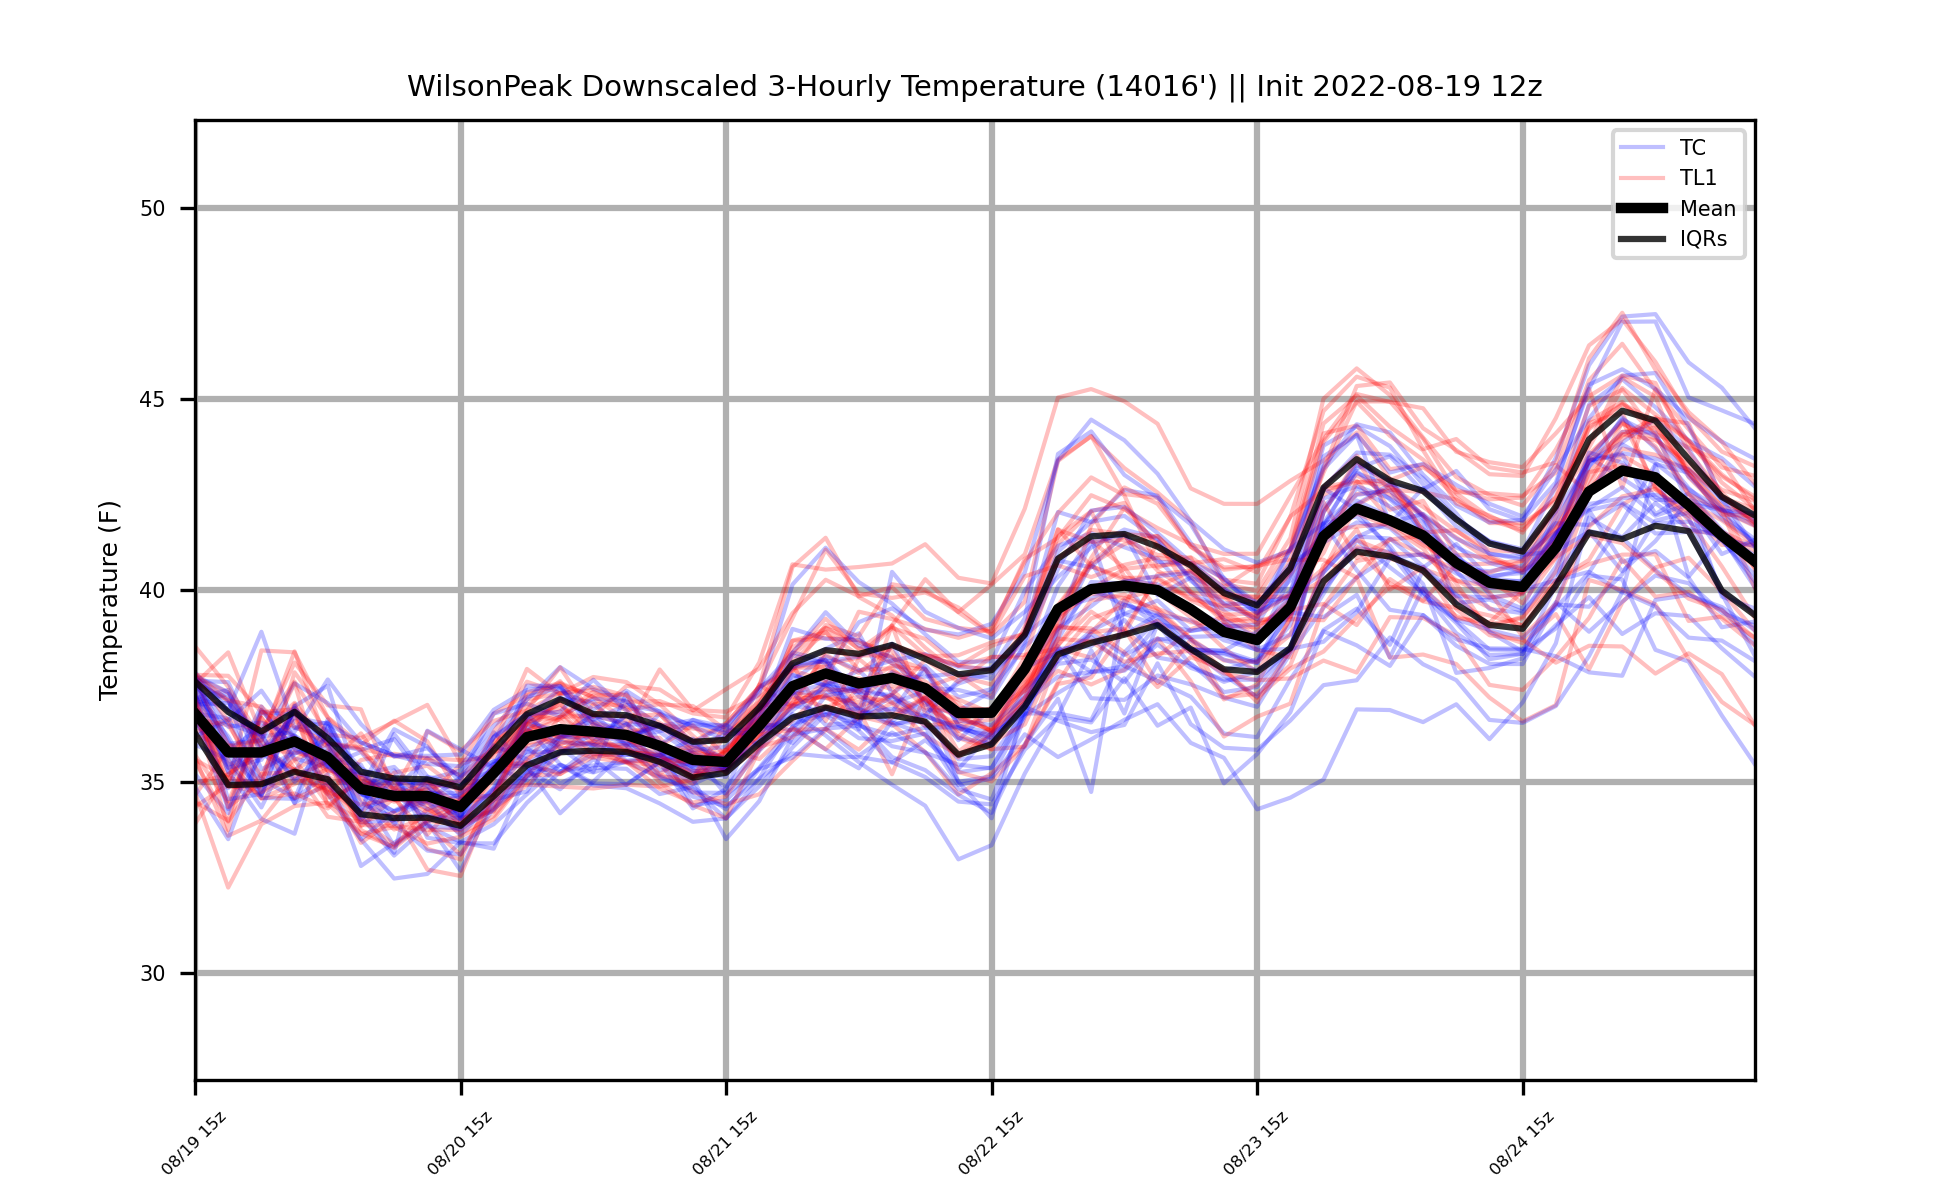 WilsonPeak Downscaled 3-Hourly Temperature (14016') || Init 2022-08-19 12z
TC
TL1
Mean
IQRs
Temperature (F)
50
45
40
35
30
08/19 15z
08/20 15z
08/21 15z
08/22 15z
08/23 15z
08/24 15z